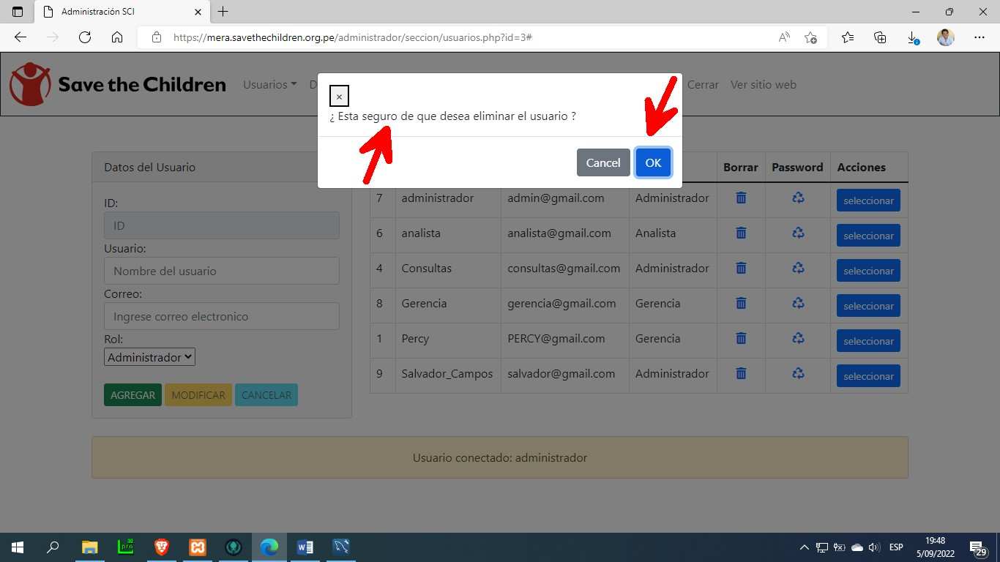 Administración SCI
https://mera.savethechildren.org.pe/administrador/seccion/usuarios.php?id=3#
Save the Children
Usuarios
D
Cerrar
Ver sitio web
×
¿ Esta seguro de que desea eliminar el usuario ?
Cancel
OK
Datos del Usuario
ID:
ID
Usuario:
Nombre del usuario
Correo:
Ingrese correo electronico
Rol:
Administrador
AGREGAR MODIFICAR CANCELAR
Borrar Password Acciones
7 administrador admin@gmail.com Administrador seleccionar
6 analista analista@gmail.com Analista seleccionar
4 Consultas consultas@gmail.com Administrador seleccionar
8 Gerencia gerencia@gmail.com Gerencia seleccionar
1 Percy PERCY@gmail.com Gerencia seleccionar
9 Salvador_Campos salvador@gmail.com Administrador seleccionar
Usuario conectado: administrador
ESP
19:48
5/09/2022
29